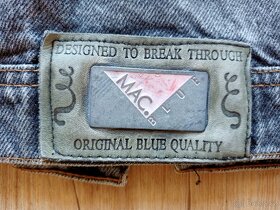 DESIGNED TO BREAK THROUGH
MAC.B
L U E
ORIGINAL BLUE QUALITY